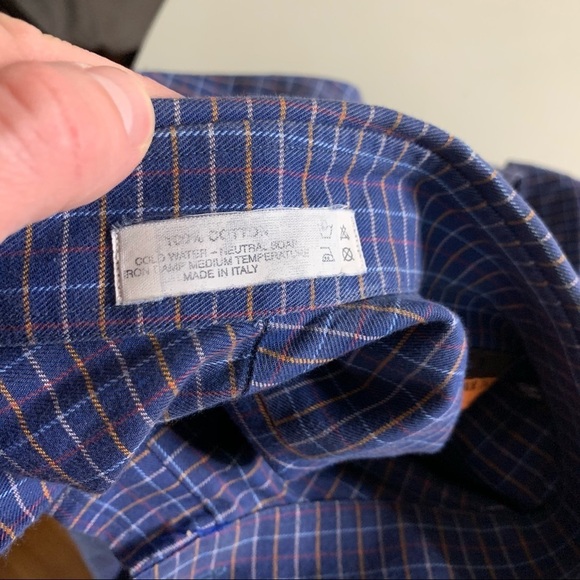 100% COTTON
COLD WATER - NEUTRAL SOAP
IRON DAMP MEDIUM TEMPERATURE
MADE IN ITALY